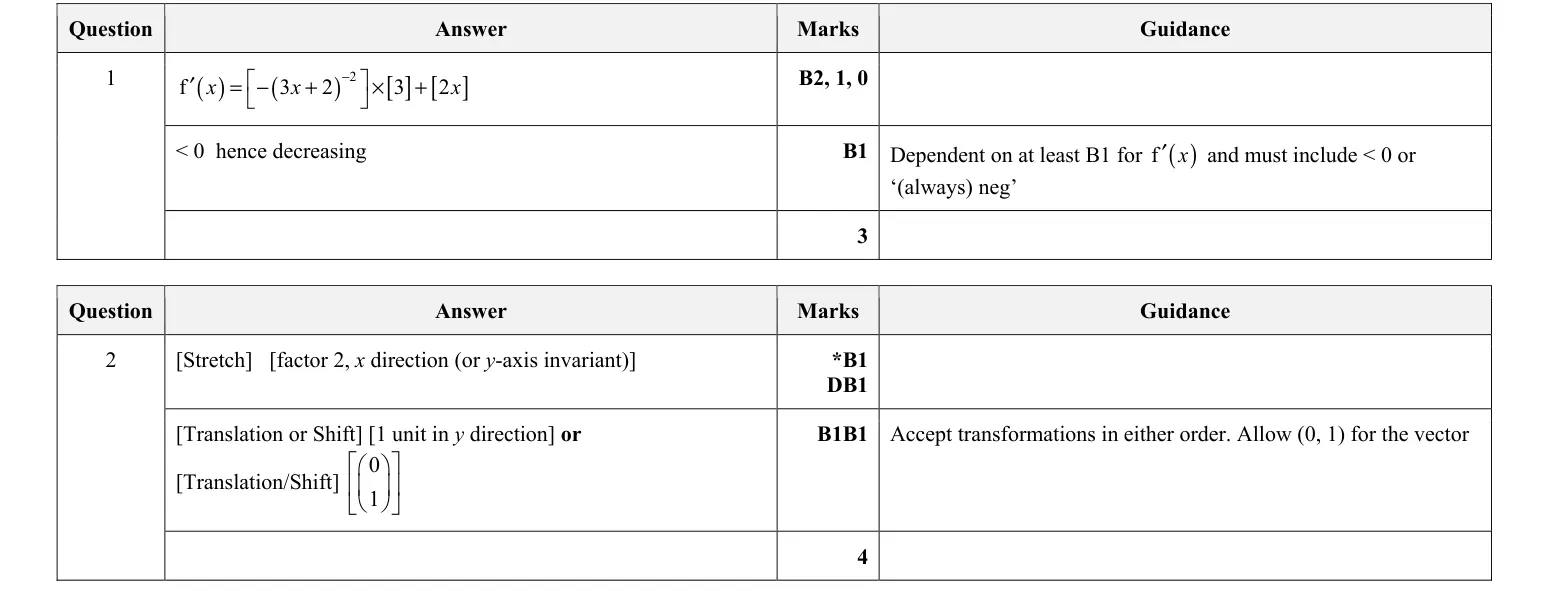 Question Answer Marks Guidance
1 f′(x) = [−(3x + 2)⁻²] × [3] + [2x] B2, 1, 0
< 0 hence decreasing B1 Dependent on at least B1 for f′(x) and must include < 0 or
‘(always) neg’
3
Question Answer Marks Guidance
2 [Stretch] [factor 2, x direction (or y-axis invariant)] *B1
DB1
[Translation or Shift] [1 unit in y direction] or B1B1 Accept transformations in either order. Allow (0, 1) for the vector
[Translation/Shift] [(0
1)]
4